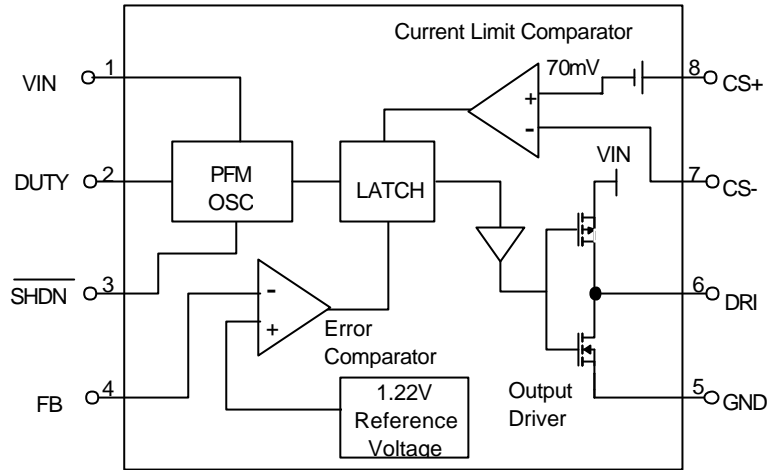 Current Limit Comparator
VIN
1
70mV
8
CS+
+
-
VIN
DUTY
2
PFM
OSC
LATCH
7
CS-
SHDN
3
-
+
6
DRI
Error
Comparator
FB
4
1.22V
Reference
Voltage
Output
Driver
5
GND